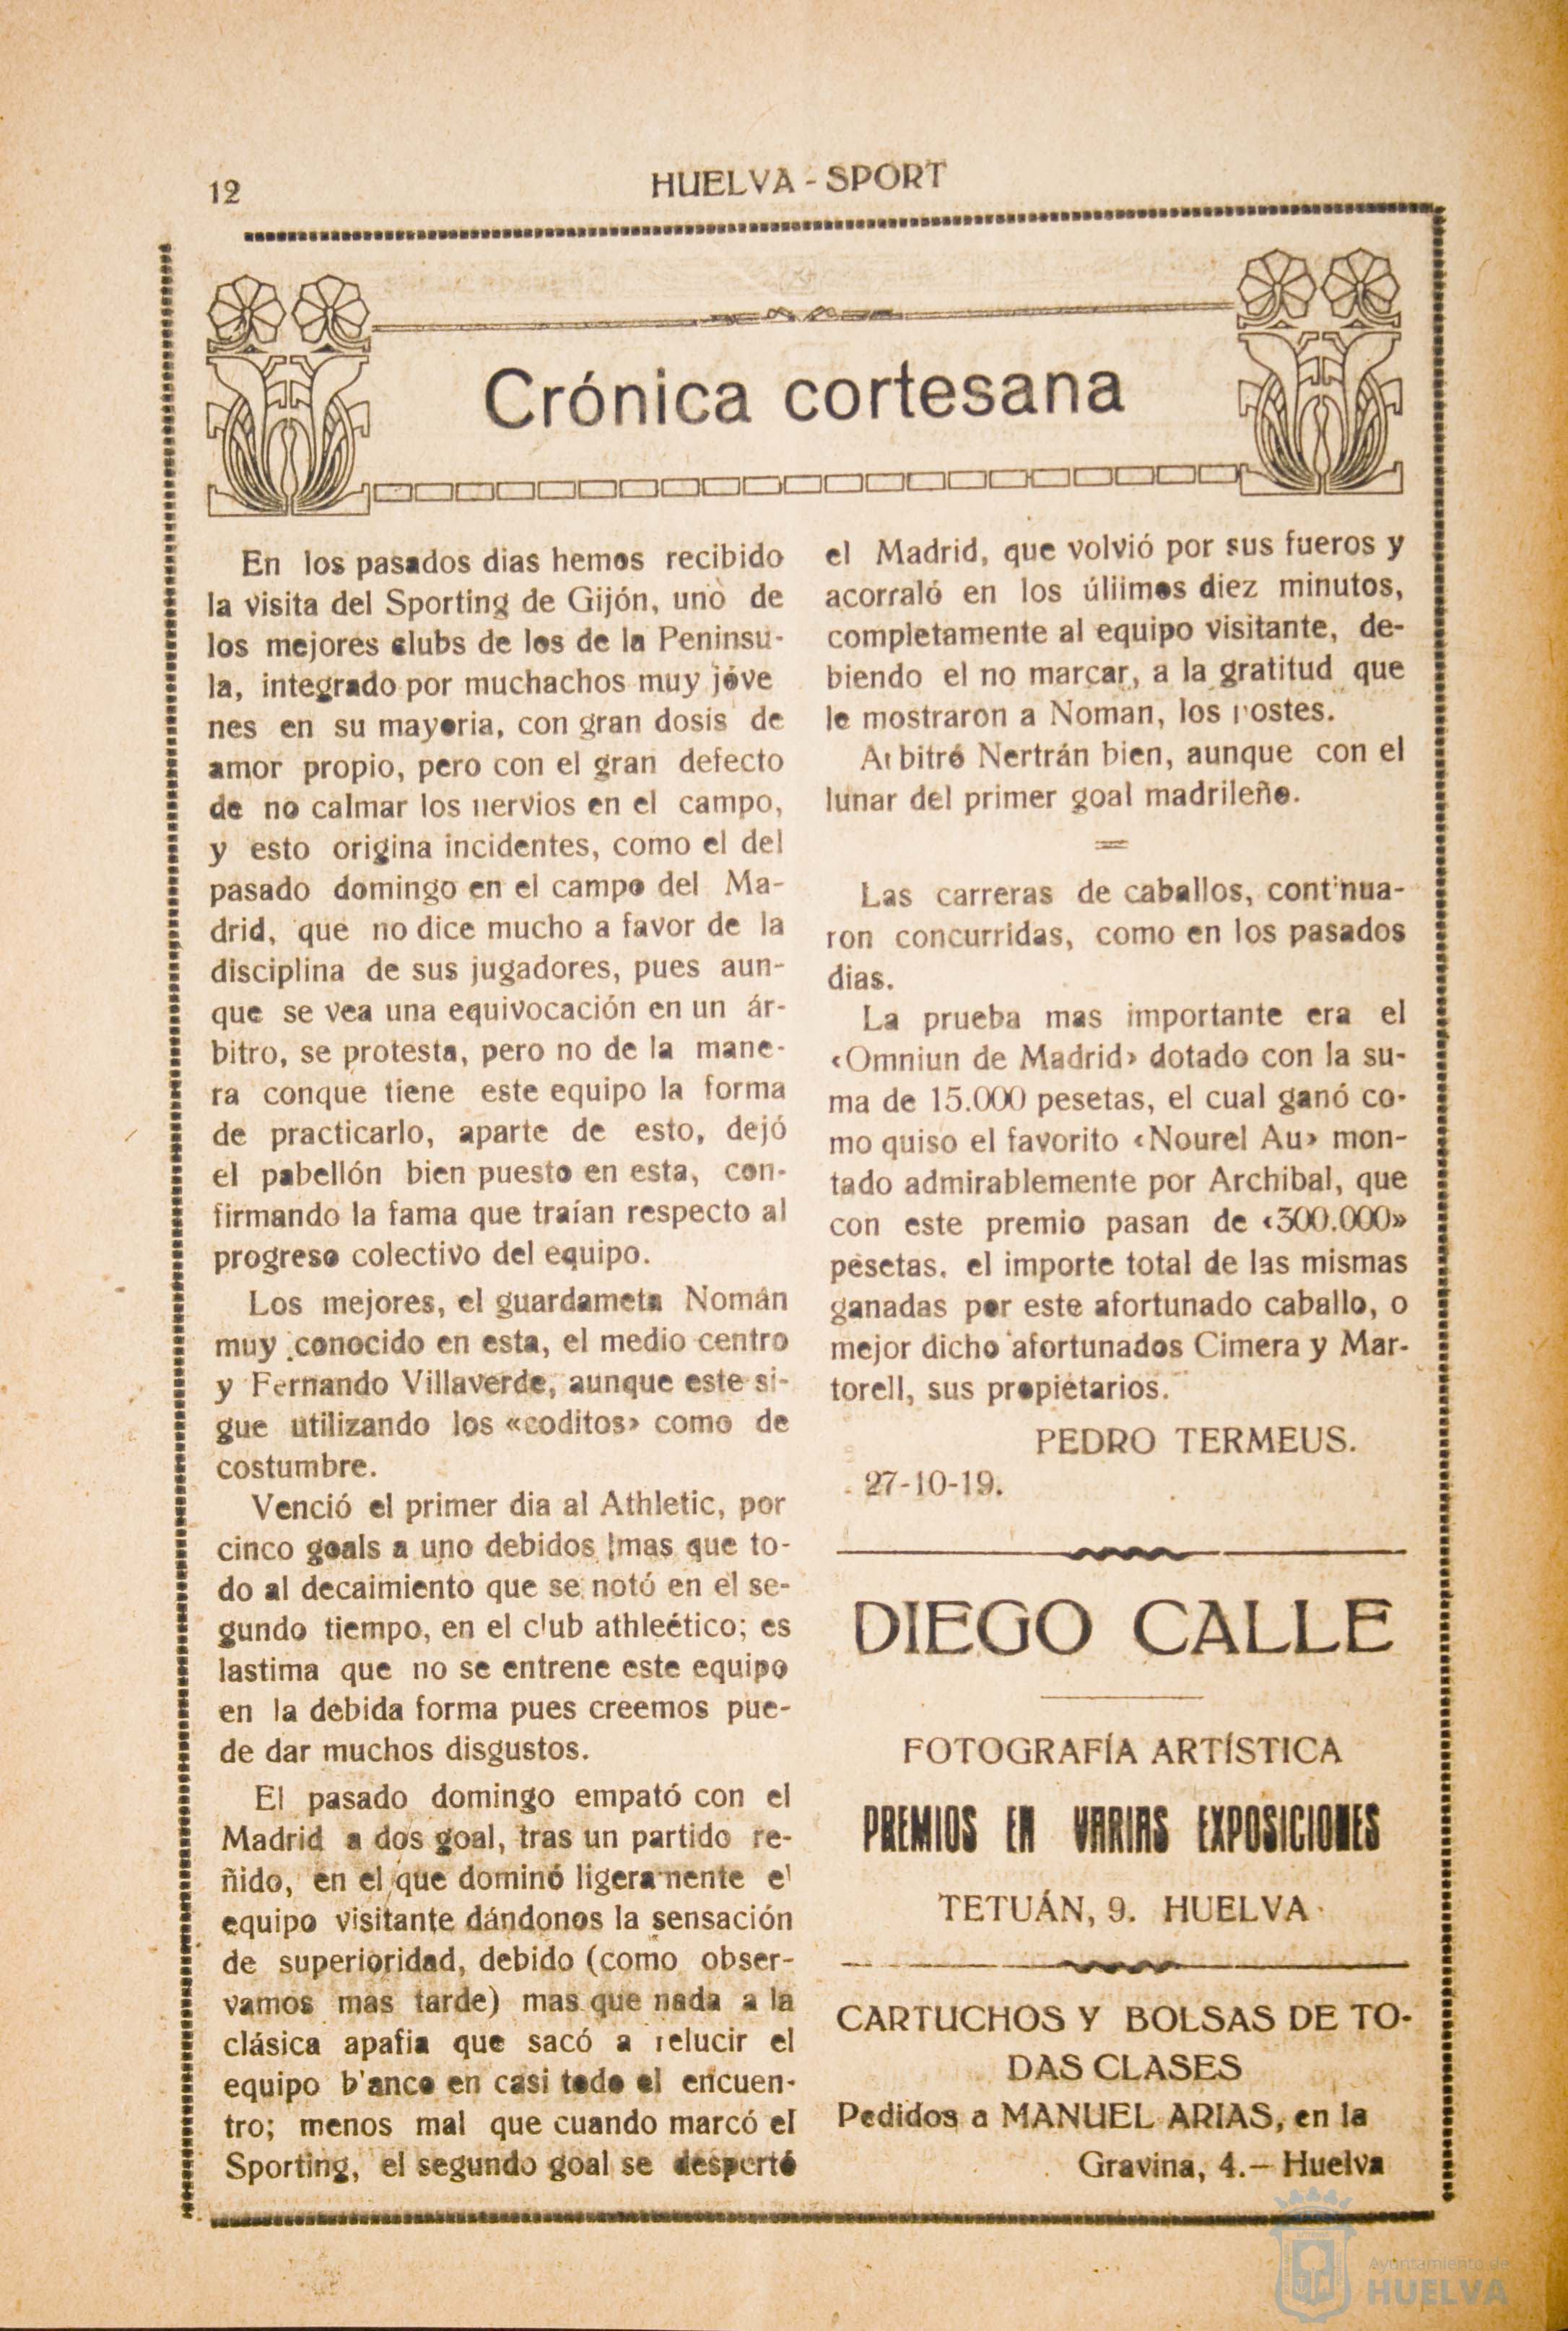 12
HUELVA - SPORT
Crónica cortesana
En los pasados dias hemos recibido
la visita del Sporting de Gijón, uno de
los mejores clubs de los de la Peninsu-
la, integrado por muchachos muy jóve
nes en su mayoria, con gran dosis de
amor propio, pero con el gran defecto
de no calmar los nervios en el campo,
y esto origina incidentes, como el del
pasado domingo en el campo del Ma-
drid, que no dice mucho a favor de la
disciplina de sus jugadores, pues aun-
que se vea una equivocación en un ár-
bitro, se protesta, pero no de la mane-
ra conque tiene este equipo la forma
de practicarlo, aparte de esto, dejó
el pabellón bien puesto en esta, con-
firmando la fama que traían respecto al
progreso colectivo del equipo.
Los mejores, el guardameta Nomán
muy conocido en esta, el medio centro
y Fernando Villaverde, aunque este si-
gue utilizando los «coditos» como de
costumbre.
Venció el primer dia al Athletic, por
cinco goals a uno debidos mas que to-
do al decaimiento que se notó en el se-
gundo tiempo, en el club athleético; es
lastima que no se entrene este equipo
en la debida forma pues creemos pue-
de dar muchos disgustos.
El pasado domingo empató con el
Madrid a dos goal, tras un partido re-
ñido, en el que dominó ligeramente el
equipo visitante dándonos la sensación
de superioridad, debido (como obser-
vamos mas tarde) mas que nada a la
clásica apafia que sacó a relucir el
equipo b'anco en casi todo el encuen-
tro; menos mal que cuando marcó el
Sporting, el segundo goal se despertó
el Madrid, que volvió por sus fueros y
acorraló en los úliimos diez minutos,
completamente al equipo visitante, de-
biendo el no marcar, a la gratitud que
le mostraron a Noman, los postes.
Arbitró Nertrán bien, aunque con el
lunar del primer goal madrileño.
Las carreras de caballos, cont'nua-
ron concurridas, como en los pasados
dias.
La prueba mas importante era el
‹Omniun de Madrid› dotado con la su-
ma de 15.000 pesetas, el cual ganó co-
mo quiso el favorito ‹Nourel Au› mon-
tado admirablemente por Archibal, que
con este premio pasan de ‹300.000»
pesetas, el importe total de las mismas
ganadas por este afortunado caballo, o
mejor dicho afortunados Cimera y Mar-
torell, sus propietarios.
PEDRO TERMEUS.
27-10-19.
DIEGO CALLE
FOTOGRAFÍA ARTÍSTICA
PREMIOS EN VARIAS EXPOSICIONES
TETUÁN, 9. HUELVA
CARTUCHOS Y BOLSAS DE TO-
DAS CLASES
Pedidos a MANUEL ARIAS, en la
Gravina, 4.— Huelva
Ayuntamiento de
HUELVA